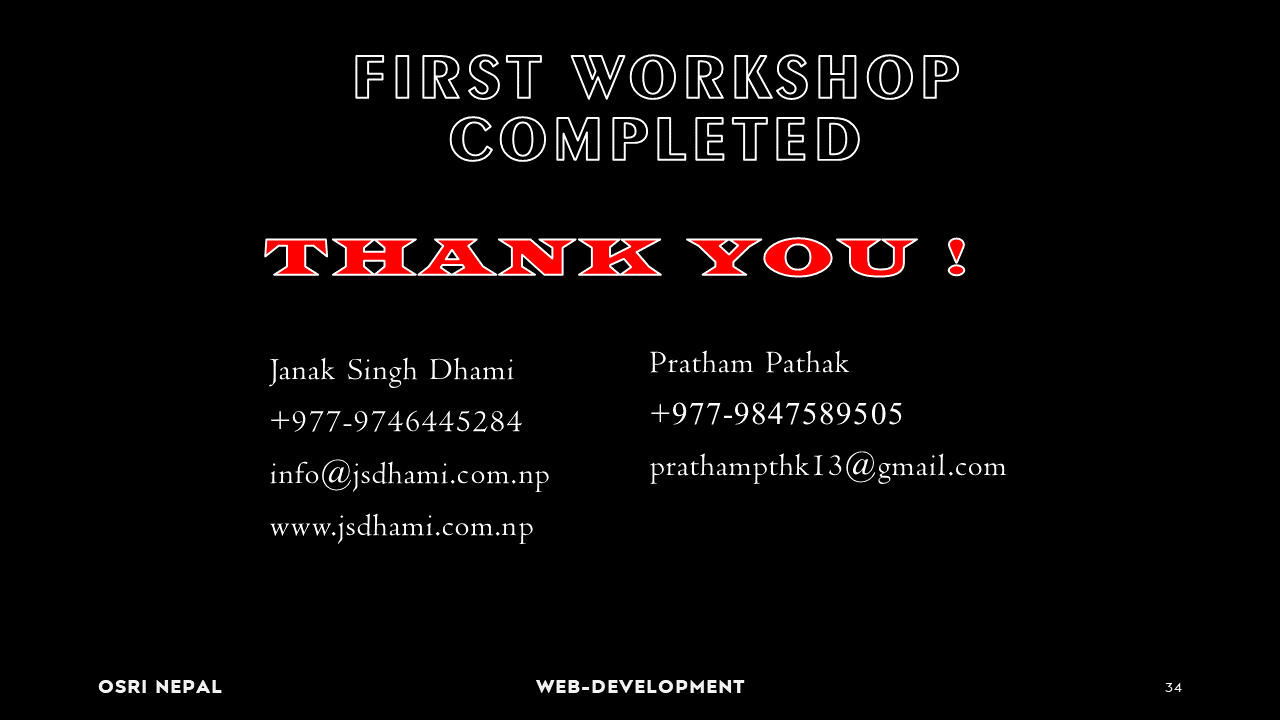 FIRST WORKSHOP
COMPLETED
THANK YOU !
Janak Singh Dhami
+977-9746445284
info@jsdhami.com.np
www.jsdhami.com.np
Pratham Pathak
+977-9847589505
prathampthk13@gmail.com
OSRI NEPAL
WEB-DEVELOPMENT
34